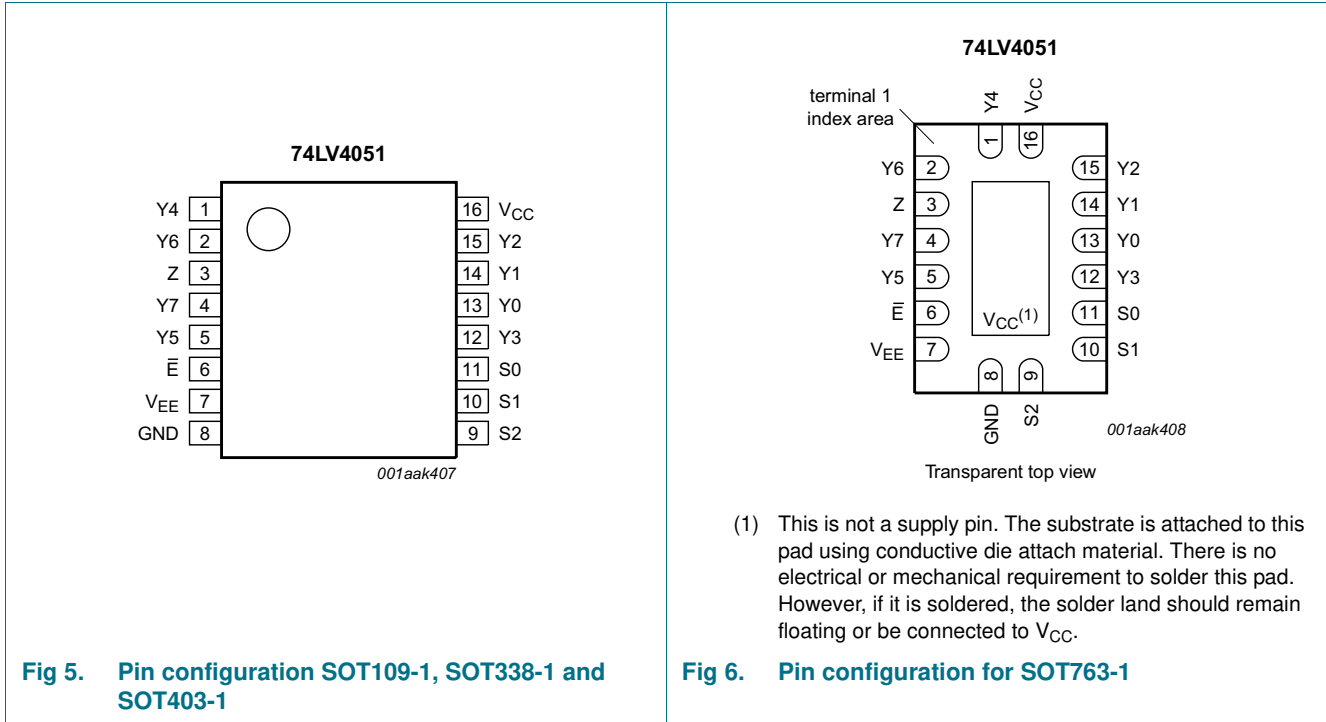 74LV4051
Y4 1
Y6 2
Z 3
Y7 4
Y5 5
E̅ 6
VEE 7
GND 8
16 VCC
15 Y2
14 Y1
13 Y0
12 Y3
11 S0
10 S1
9 S2
001aak407
Fig 5. Pin configuration SOT109-1, SOT338-1 and
SOT403-1
74LV4051
terminal 1
index area
Y4 VCC
1 16
Y6 2
Z 3
Y7 4
Y5 5
E̅ 6
VEE 7
15 Y2
14 Y1
13 Y0
12 Y3
11 S0
10 S1
VCC(1)
8 9
GND S2
001aak408
Transparent top view
(1) This is not a supply pin. The substrate is attached to this
pad using conductive die attach material. There is no
electrical or mechanical requirement to solder this pad.
However, if it is soldered, the solder land should remain
floating or be connected to VCC.
Fig 6. Pin configuration for SOT763-1